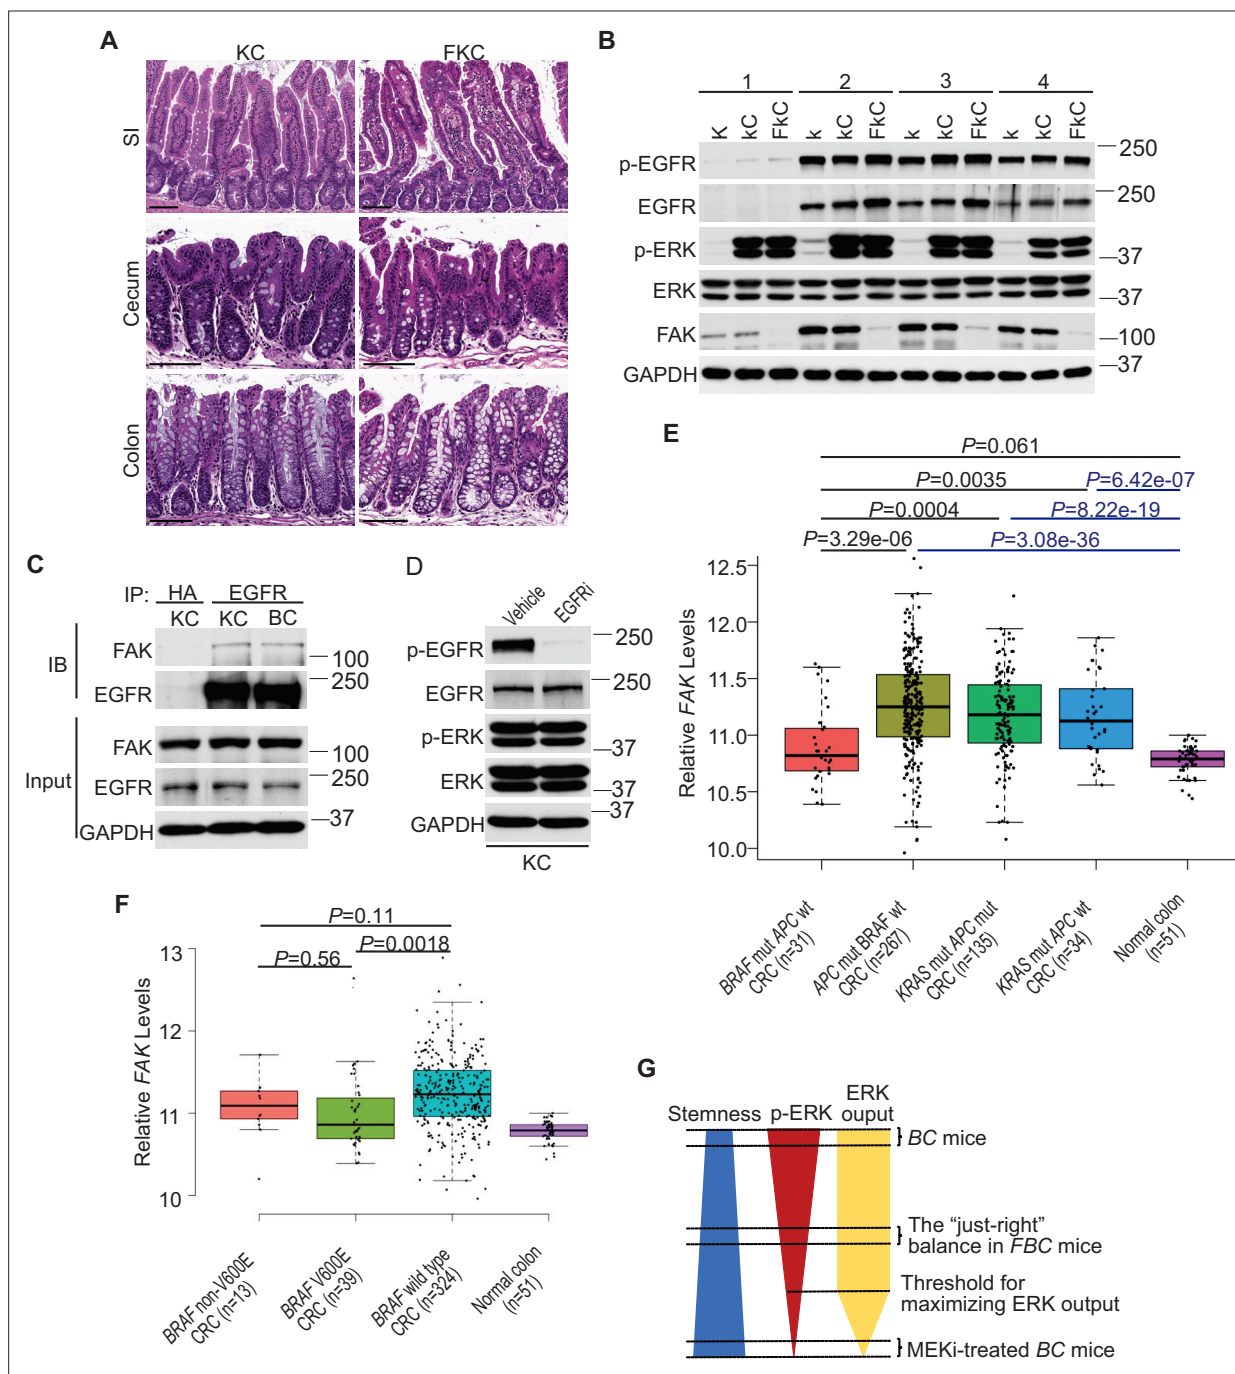 A
KC
FKC
SI
Cecum
Colon
B
1 2 3 4
K kC FkC k kC FkC k kC FkC k kC FkC
p-EGFR
250
EGFR
250
p-ERK
37
ERK
37
FAK
100
GAPDH
37
C
IP: HA EGFR
KC KC BC
IB
FAK
100
EGFR
250
Input
FAK
100
EGFR
250
GAPDH
37
D
Vehicle EGFRi
p-EGFR
250
EGFR
250
p-ERK
37
ERK
37
GAPDH
37
KC
E
P=0.061
P=0.0035
P=6.42e-07
P=0.0004
P=8.22e-19
P=3.29e-06
P=3.08e-36
Relative FAK Levels
12.5
12.0
11.5
11.0
10.5
10.0
BRAF mut APC wt
CRC (n=31)
APC mut BRAF wt
CRC (n=267)
KRAS mut APC mut
CRC (n=135)
KRAS mut APC wt
CRC (n=34)
Normal colon
(n=51)
F
P=0.11
P=0.0018
P=0.56
Relative FAK Levels
13
12
11
10
BRAF non-V600E
CRC (n=13)
BRAF V600E
CRC (n=39)
BRAF wild type
CRC (n=324)
Normal colon
(n=51)
G
Stemness
p-ERK
ERK
ouput
BC mice
The "just-right"
balance in FBC mice
Threshold for
maximizing ERK output
MEKi-treated BC mice